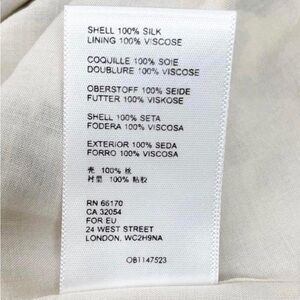 SHELL 100% SILK
LINING 100% VISCOSE
COQUILLE 100% SOIE
DOUBLURE 100% VISCOSE
OBERSTOFF 100% SEIDE
FUTTER 100% VISKOSE
SHELL 100% SETA
FODERA 100% VISCOSA
EXTERIOR 100% SEDA
FORRO 100% VISCOSA
壳 100% 丝
衬里 100% 粘胶
RN 66170
CA 32054
FOR EU
24 WEST STREET
LONDON, WC2H9NA
OB1147523